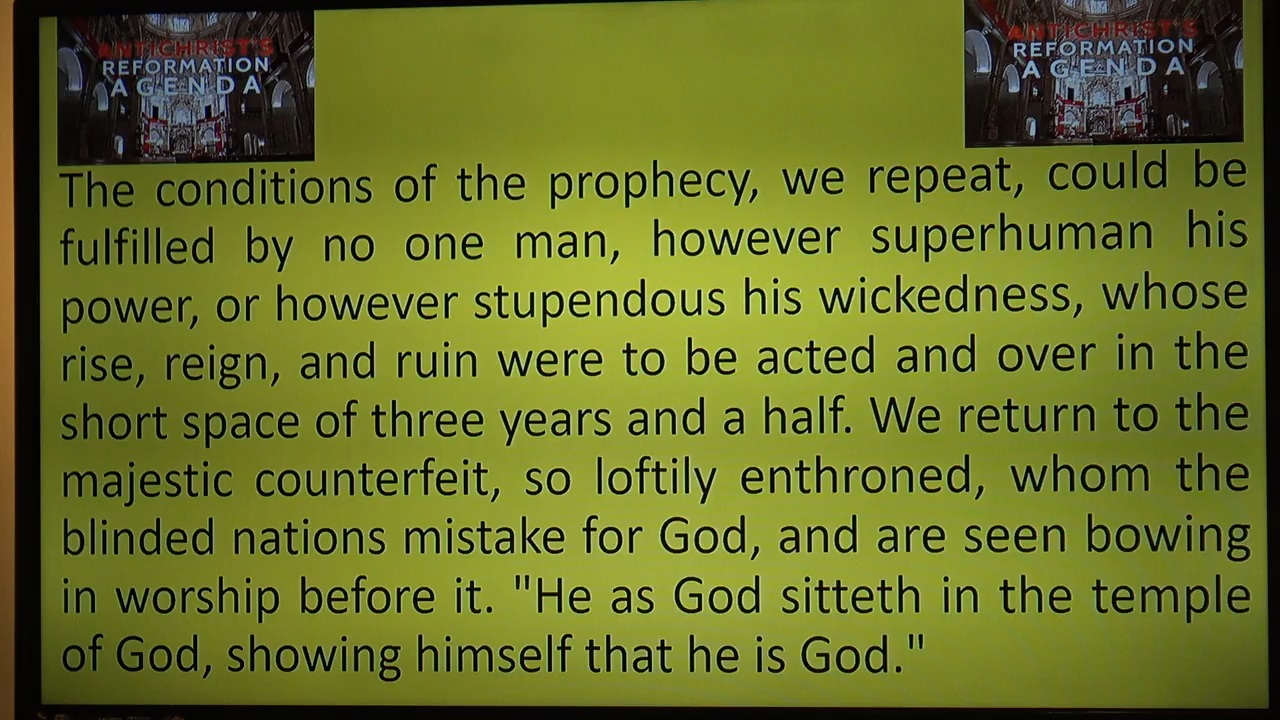 ANTICHRIST'S
REFORMATION
AGENDA
ANTICHRIST'S
REFORMATION
AGENDA
The conditions of the prophecy, we repeat, could be
fulfilled by no one man, however superhuman his
power, or however stupendous his wickedness, whose
rise, reign, and ruin were to be acted and over in the
short space of three years and a half. We return to the
majestic counterfeit, so loftily enthroned, whom the
blinded nations mistake for God, and are seen bowing
in worship before it. "He as God sitteth in the temple
of God, showing himself that he is God."